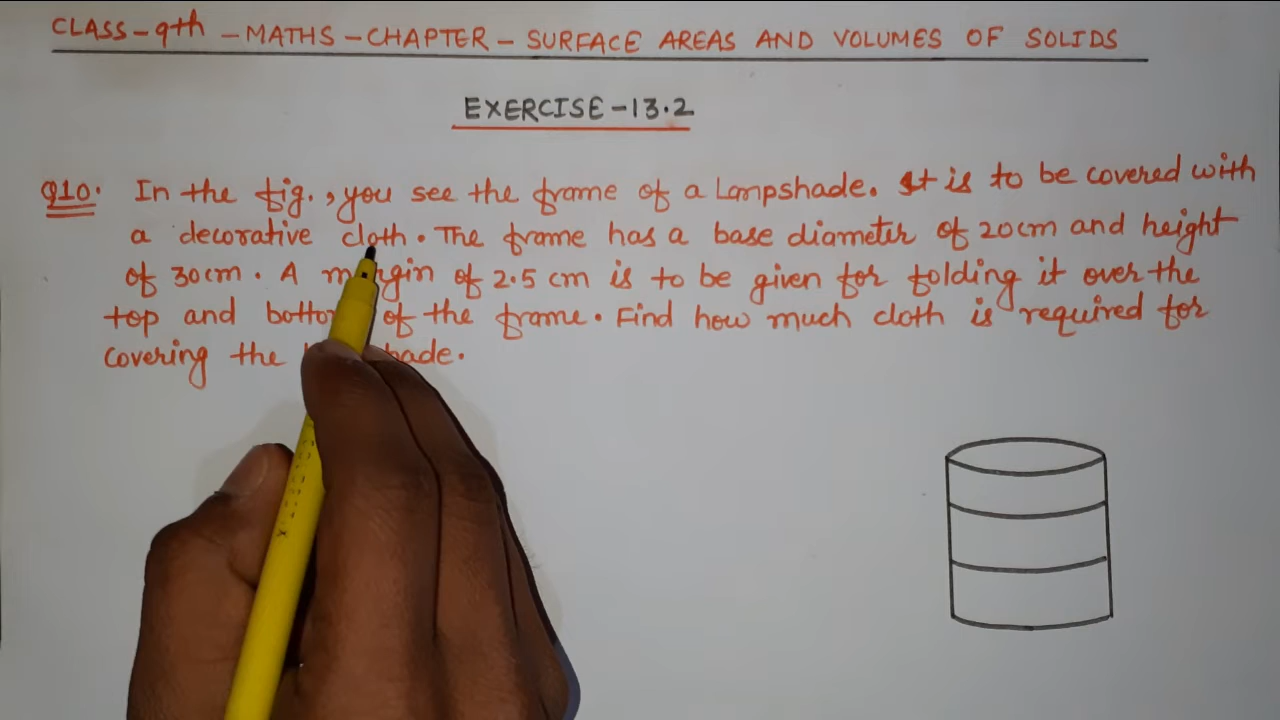 CLASS-9th - MATHS - CHAPTER - SURFACE AREAS AND VOLUMES OF SOLIDS
EXERCISE-13.2
Q10. In the fig., you see the frame of a Lampshade. It is to be covered with
a decorative cloth. The frame has a base diameter of 20cm and height
of 30cm. A margin of 2.5 cm is to be given for folding it over the
top and bottom of the frame. Find how much cloth is required for
covering the